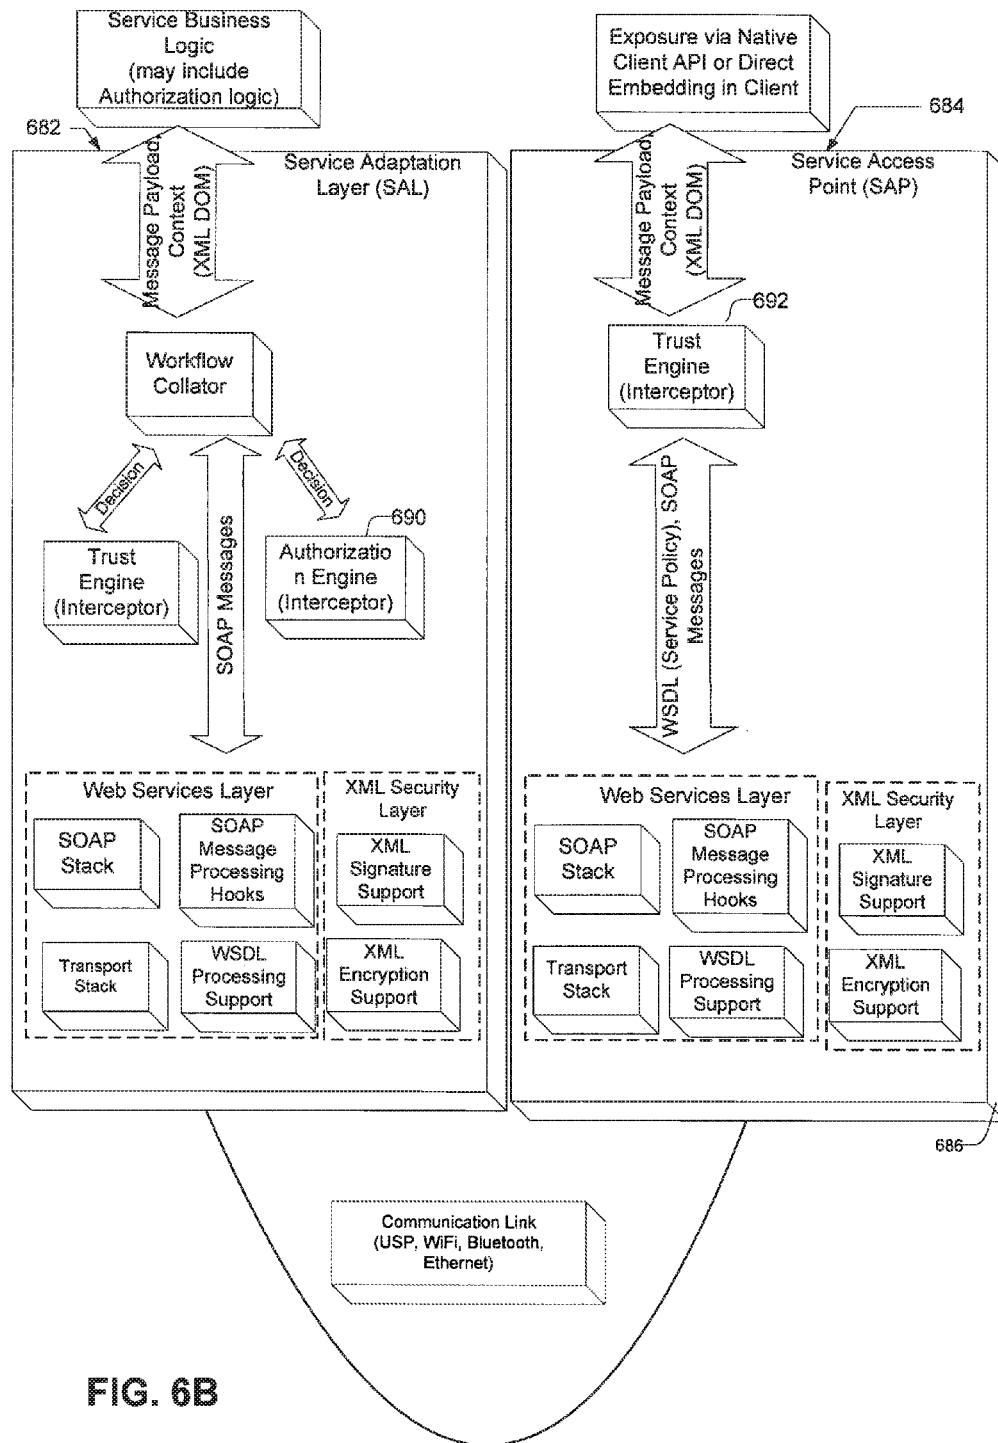 Service Business
Logic
(may include
Authorization logic)
Exposure via Native
Client API or Direct
Embedding in Client
682
684
Service Adaptation
Layer (SAL)
Message Payload,
Context
(XML DOM)
Workflow
Collator
Decision
Decision
690
Trust
Engine
(Interceptor)
Authorizatio
n Engine
(Interceptor)
SOAP Messages
Web Services Layer
SOAP
Stack
SOAP
Message
Processing
Hooks
Transport
Stack
WSDL
Processing
Support
XML Security
Layer
XML
Signature
Support
XML
Encryption
Support
Service Access
Point (SAP)
Message Payload,
Context
(XML DOM)
692
Trust
Engine
(Interceptor)
WSDL (Service Policy), SOAP
Messages
Web Services Layer
SOAP
Stack
SOAP
Message
Processing
Hooks
Transport
Stack
WSDL
Processing
Support
XML Security
Layer
XML
Signature
Support
XML
Encryption
Support
686
Communication Link
(USP, WiFi, Bluetooth,
Ethernet)
FIG. 6B